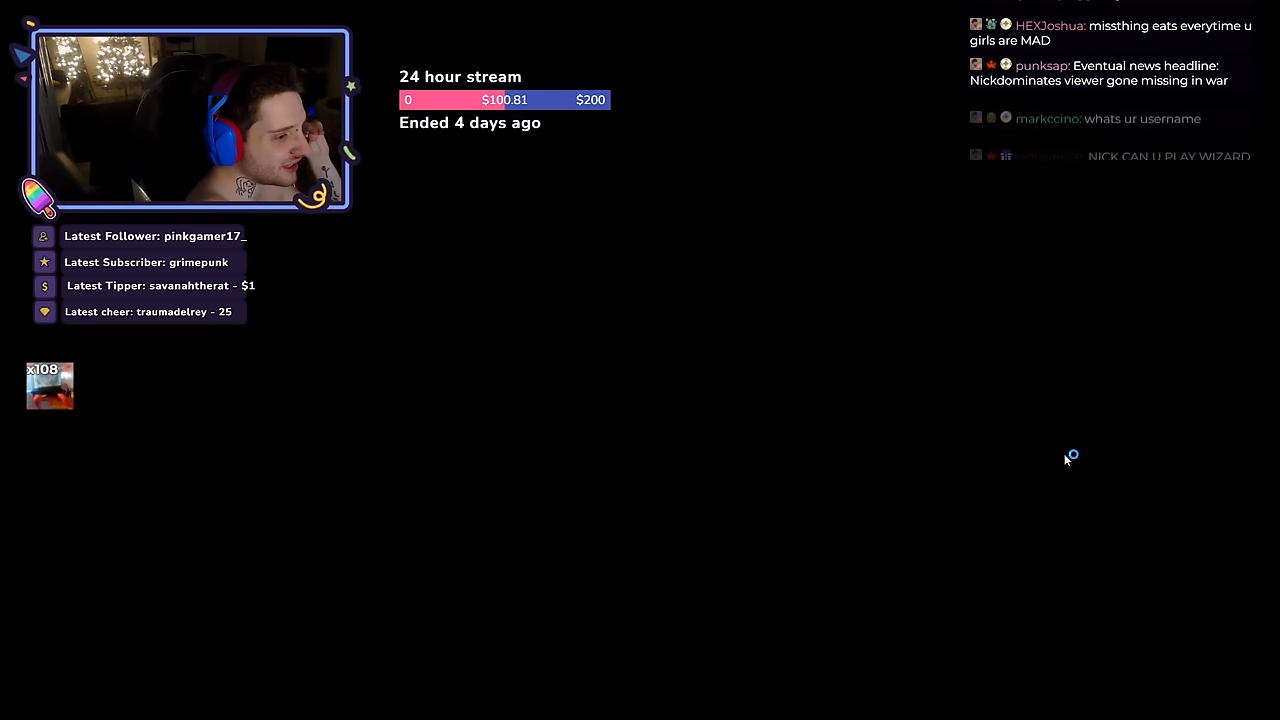 24 hour stream
0 $100.81 $200
Ended 4 days ago
Latest Follower: pinkgamer17_
Latest Subscriber: grimepunk
Latest Tipper: savanahtherat - $1
Latest cheer: traumadelrey - 25
x108
HEXJoshua: missthing eats everytime u
girls are MAD
punksap: Eventual news headline:
Nickdominates viewer gone missing in war
markccino: whats ur username
NICK CAN U PLAY WIZARD